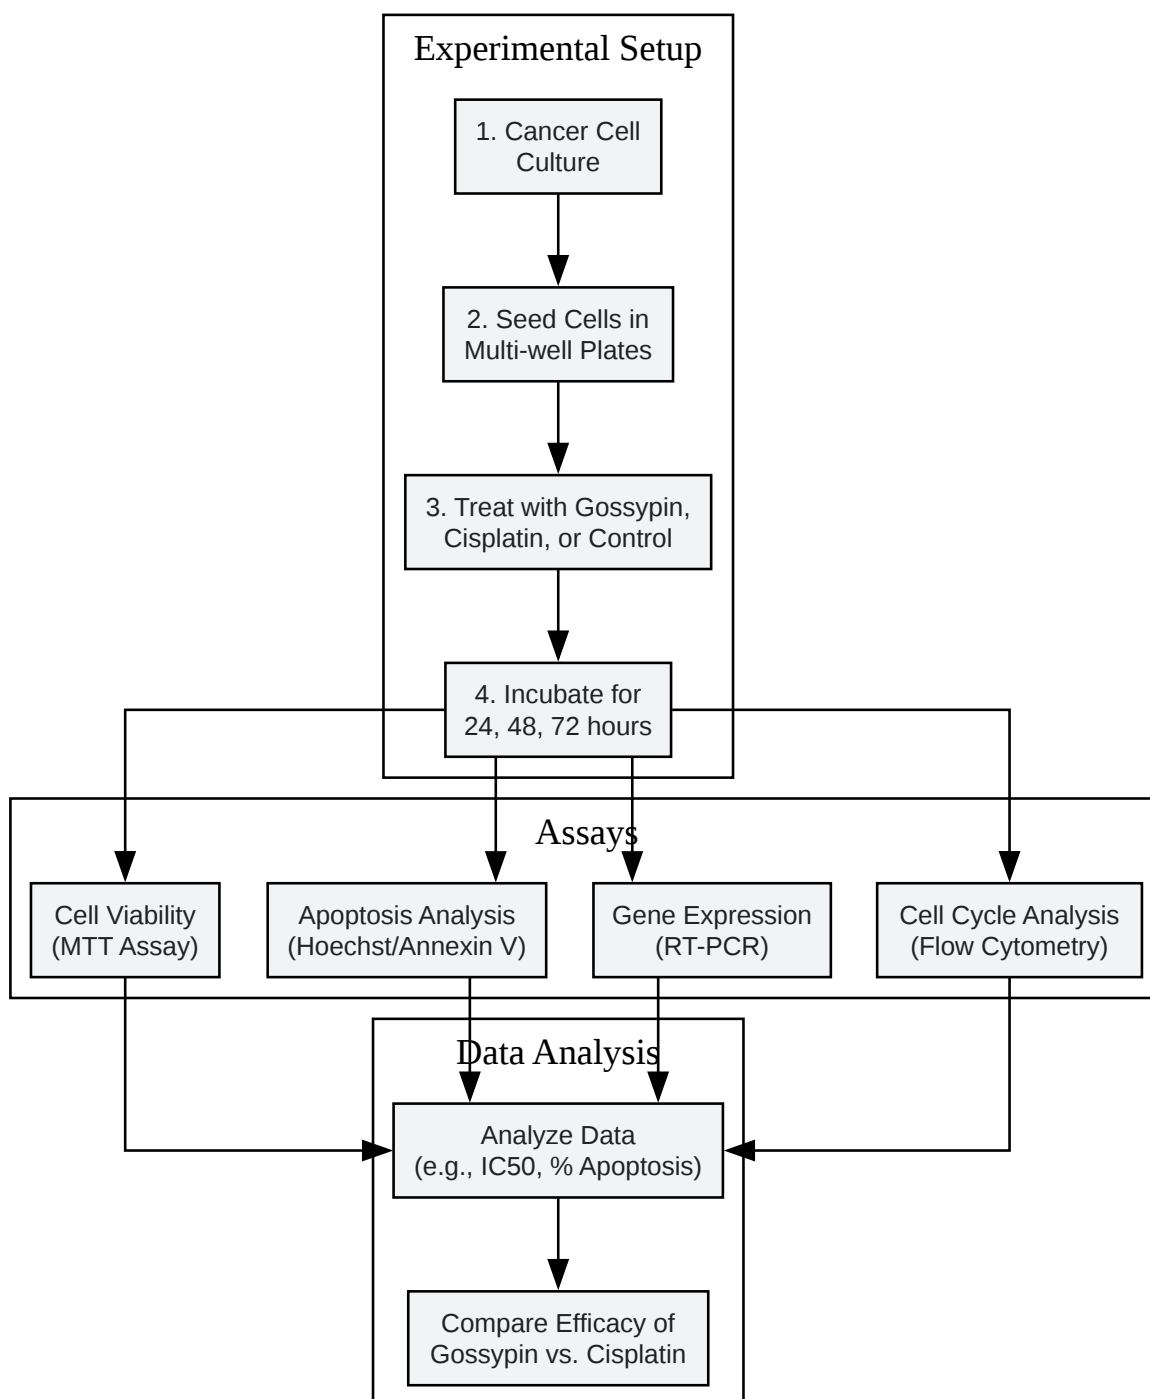 Experimental Setup
1. Cancer Cell
Culture
2. Seed Cells in
Multi-well Plates
3. Treat with Gossypin,
Cisplatin, or Control
4. Incubate for
24, 48, 72 hours
Assays
Cell Viability
(MTT Assay)
Apoptosis Analysis
(Hoechst/Annexin V)
Gene Expression
(RT-PCR)
Cell Cycle Analysis
(Flow Cytometry)
Data Analysis
Analyze Data
(e.g., IC50, % Apoptosis)
Compare Efficacy of
Gossypin vs. Cisplatin